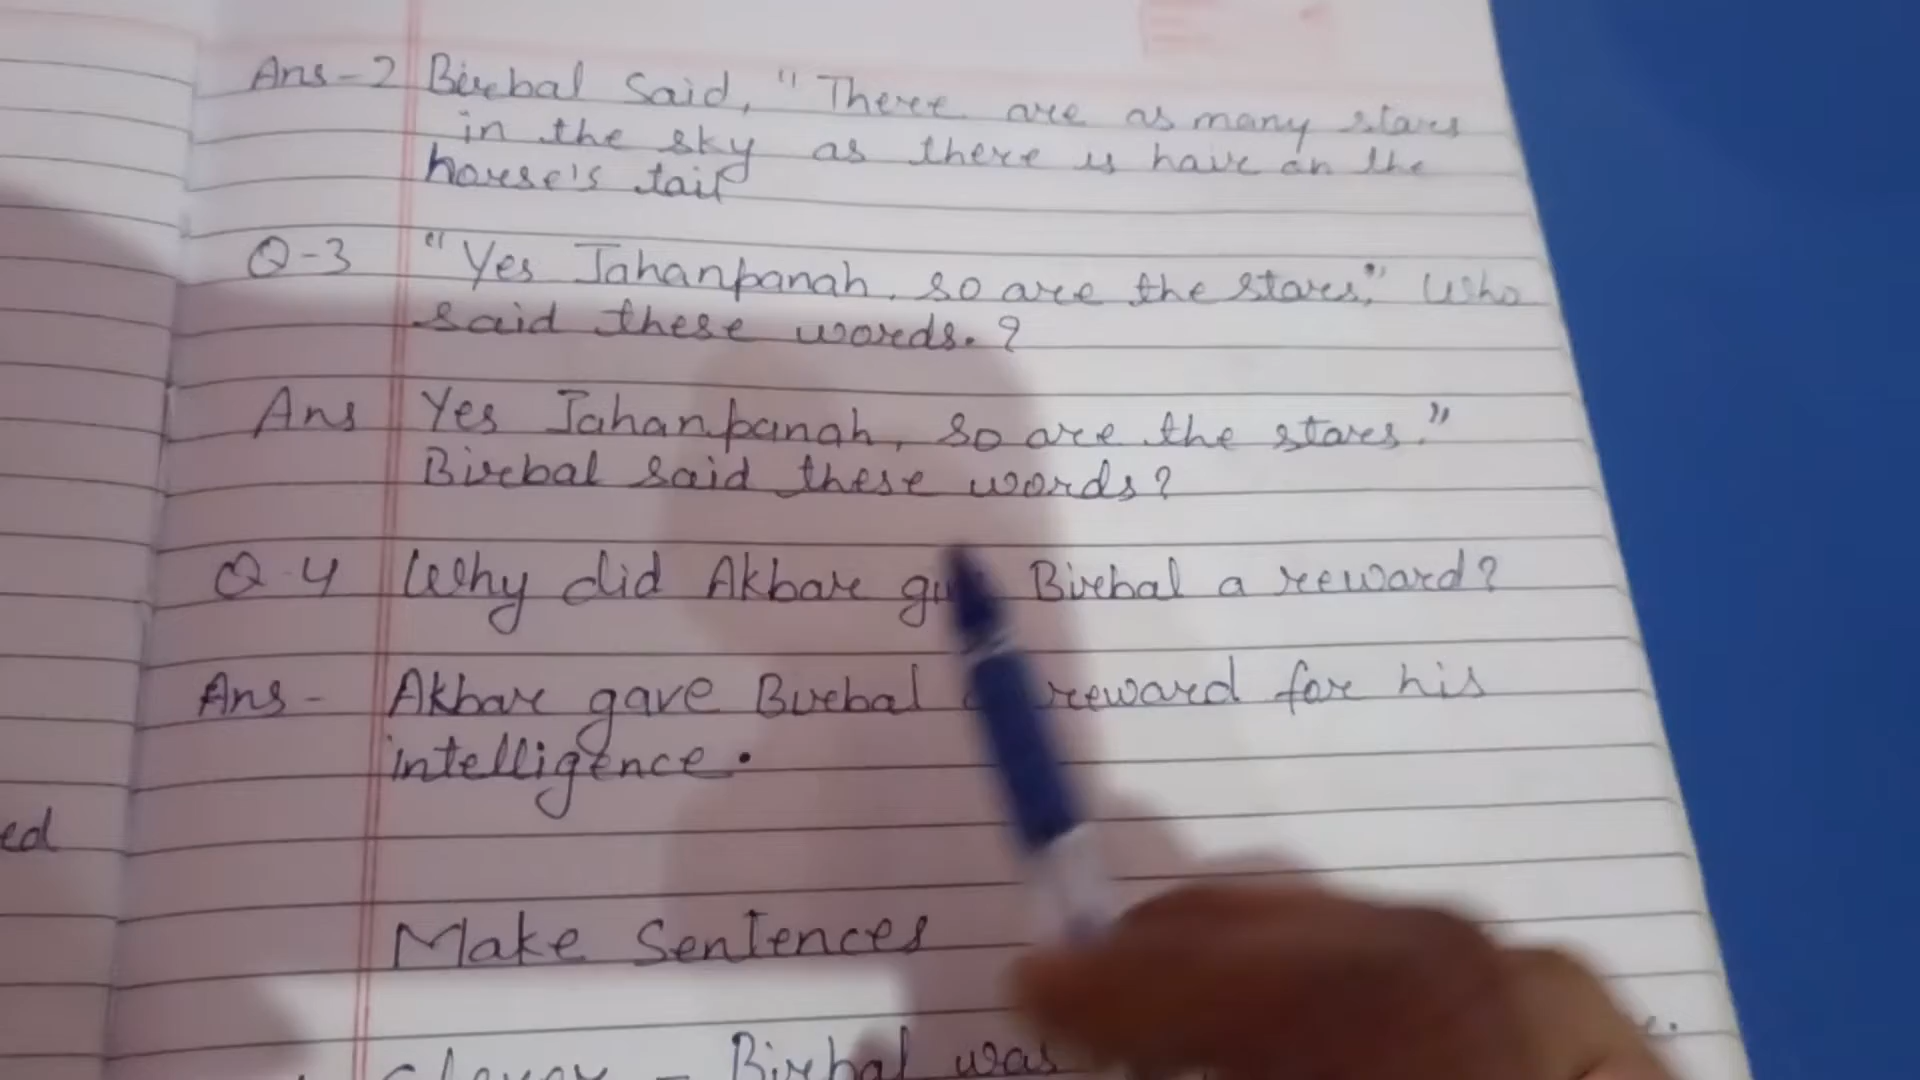 Ans-2 Birbal Said, "There are as many stars
in the sky as there is hair on the
horse's tail
Q-3 "Yes Jahanpanah, so are the stars," Who
said these words.?
Ans Yes Jahanpanah, so are the stars."
Birbal said these words?
Q.4 Why did Akbar Birbal a reward?
Ans- Akbar gave Birbal reward for his
intelligence.
ed
Make Sentences
Clever - Birbal was